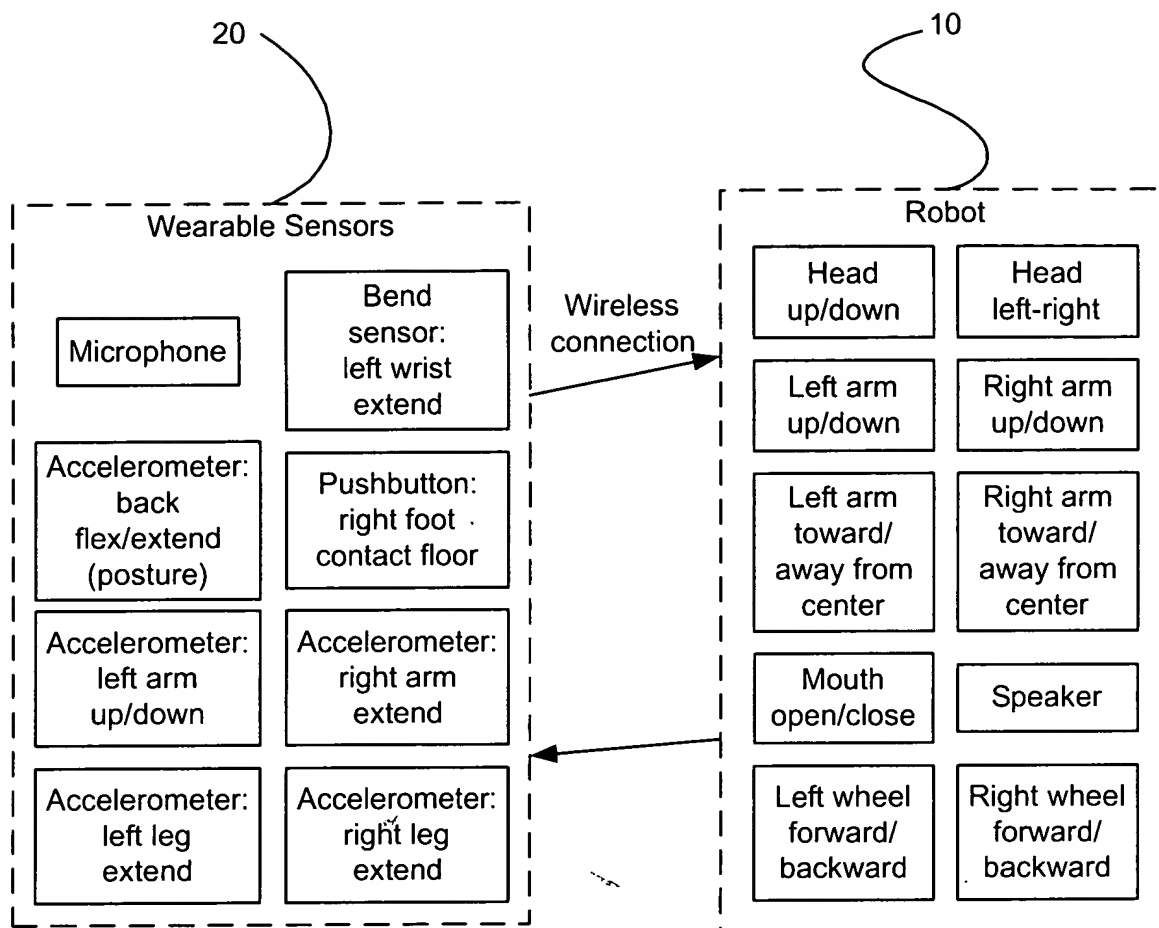 20
10
Wearable Sensors
Microphone
Bend
sensor:
left wrist
extend
Accelerometer:
back
flex/extend
(posture)
Pushbutton:
right foot
contact floor
Accelerometer:
left arm
up/down
Accelerometer:
right arm
extend
Accelerometer:
left leg
extend
Accelerometer:
right leg
extend
Wireless
connection
Robot
Head
up/down
Head
left-right
Left arm
up/down
Right arm
up/down
Left arm
toward/
away from
center
Right arm
toward/
away from
center
Mouth
open/close
Speaker
Left wheel
forward/
backward
Right wheel
forward/
backward